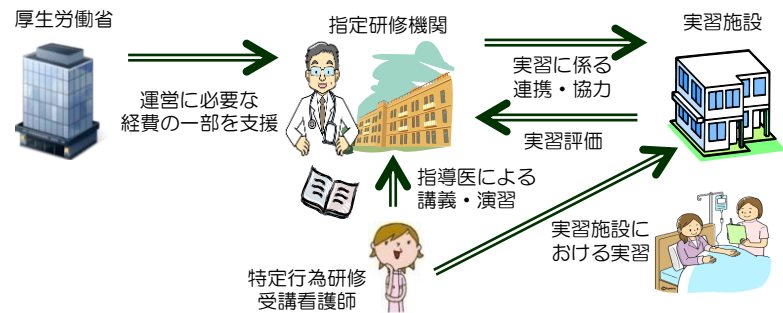 厚生労働省
指定研修機関
実習施設
運営に必要な
経費の一部を支援
実習に係る
連携・協力
実習評価
指導医による
講義・演習
実習施設に
おける実習
特定行為研修
受講看護師